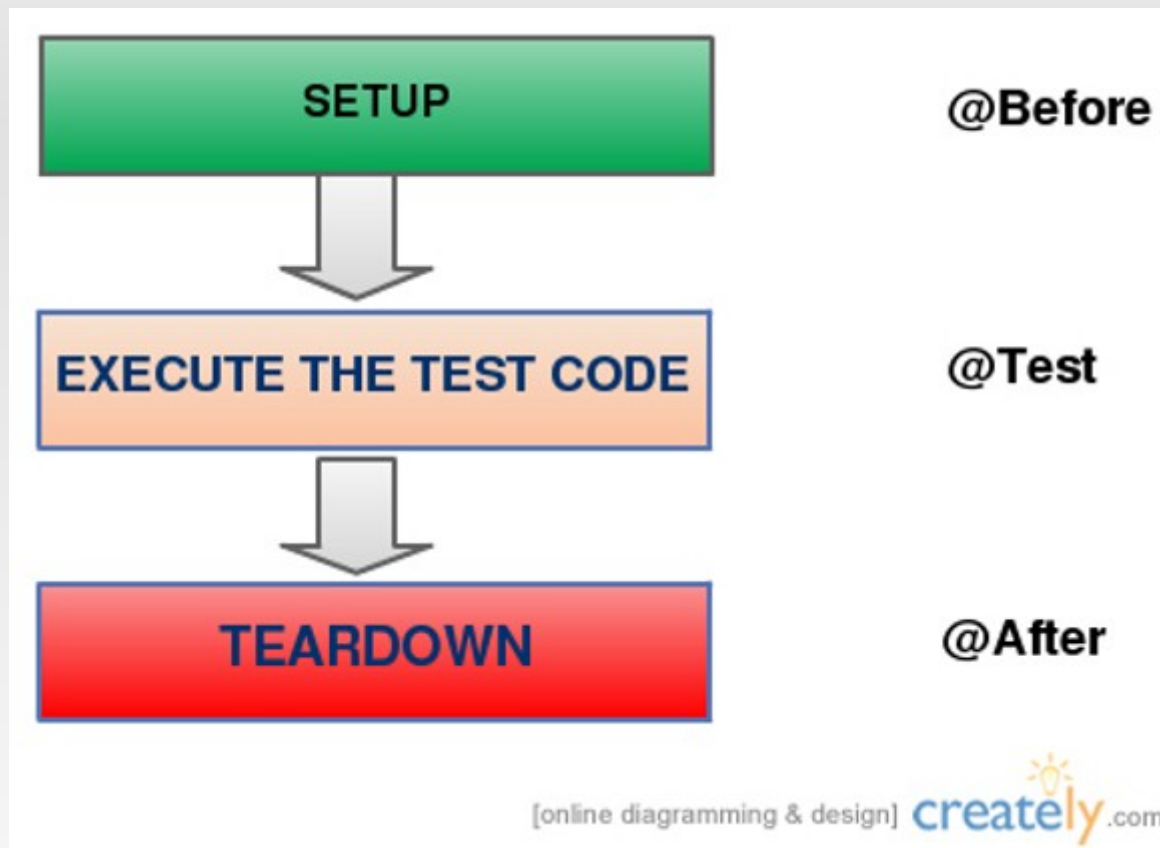 SETUP
@Before
EXECUTE THE TEST CODE
@Test
TEARDOWN
@After
[online diagramming & design] creately.com